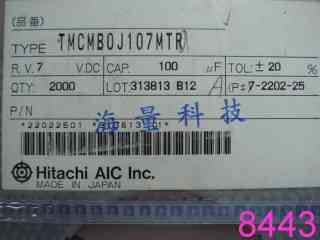 (品番)
TYPE TMCMB0J107MTR
R.V. 7 V.DC CAP. 100 μF TOL: ± 20 %
QTY: 2000 LOT: 313813 B12 A (P): 7-2202-25
P/N
海量科技
Hitachi AIC Inc.
MADE IN JAPAN
8443